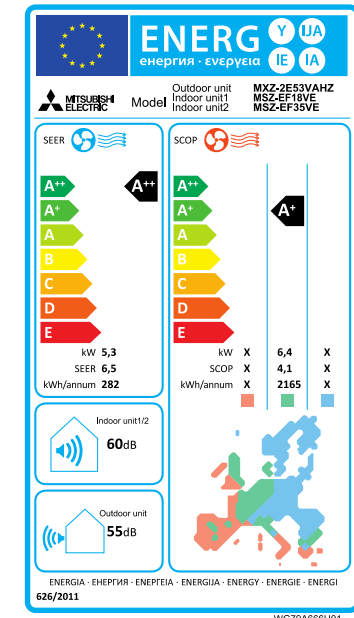 ENERG
енергия · ενεργεια
Y IJA
IE IA
MITSUBISHI
ELECTRIC
Model
Outdoor unit MXZ-2E53VAHZ
Indoor unit1 MSZ-EF18VE
Indoor unit2 MSZ-EF35VE
SEER
A++
A++
A+
A
B
C
D
E
kW 5,3
SEER 6,5
kWh/annum 282
SCOP
A++
A+
A+
A
B
C
D
E
kW X 6,4 X
SCOP X 4,1 X
kWh/annum X 2165 X
Indoor unit1/2
60dB
Outdoor unit
55dB
ENERGIA · ЕНЕРГИЯ · ΕΝΕΡΓΕΙΑ · ENERGIJA · ENERGY · ENERGIE · ENERGI
626/2011